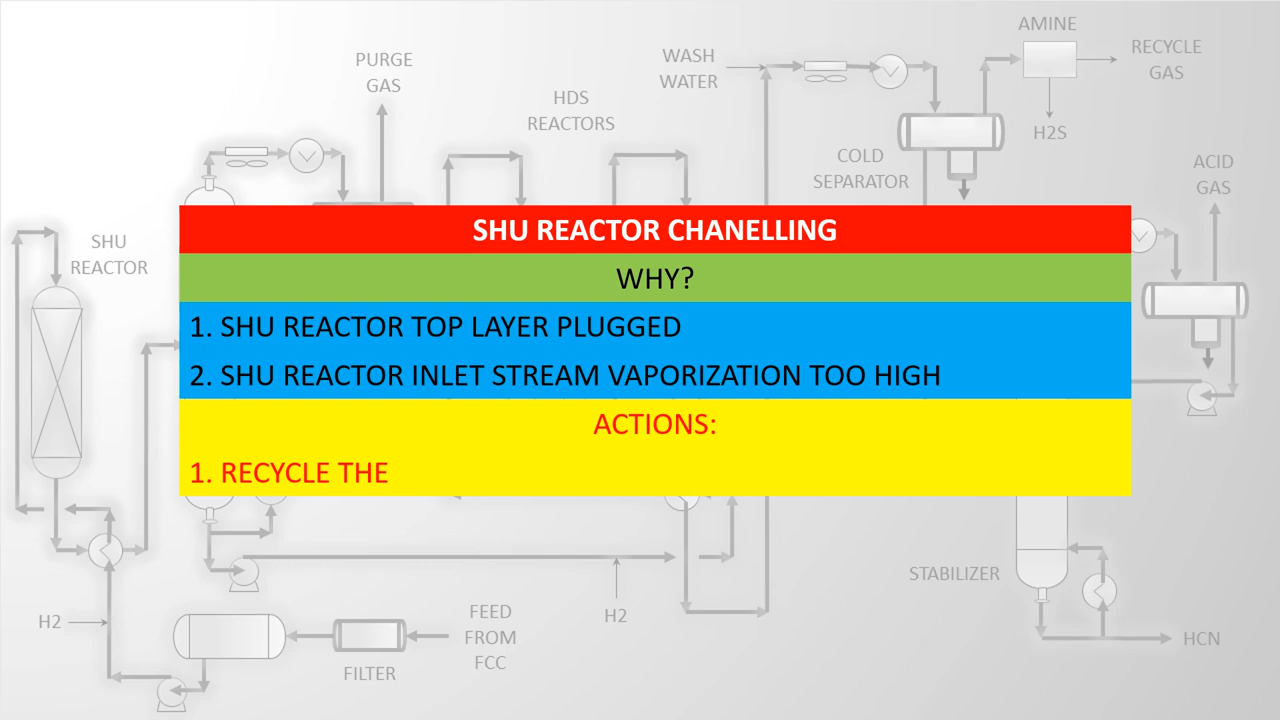 AMINE
RECYCLE
GAS
WASH
WATER
PURGE
GAS
HDS
REACTORS
H2S
COLD
SEPARATOR
ACID
GAS
SHU
REACTOR
SHU REACTOR CHANELLING
WHY?
1. SHU REACTOR TOP LAYER PLUGGED
2. SHU REACTOR INLET STREAM VAPORIZATION TOO HIGH
ACTIONS:
1. RECYCLE THE
STABILIZER
H2
H2
FEED
FROM
FCC
FILTER
HCN